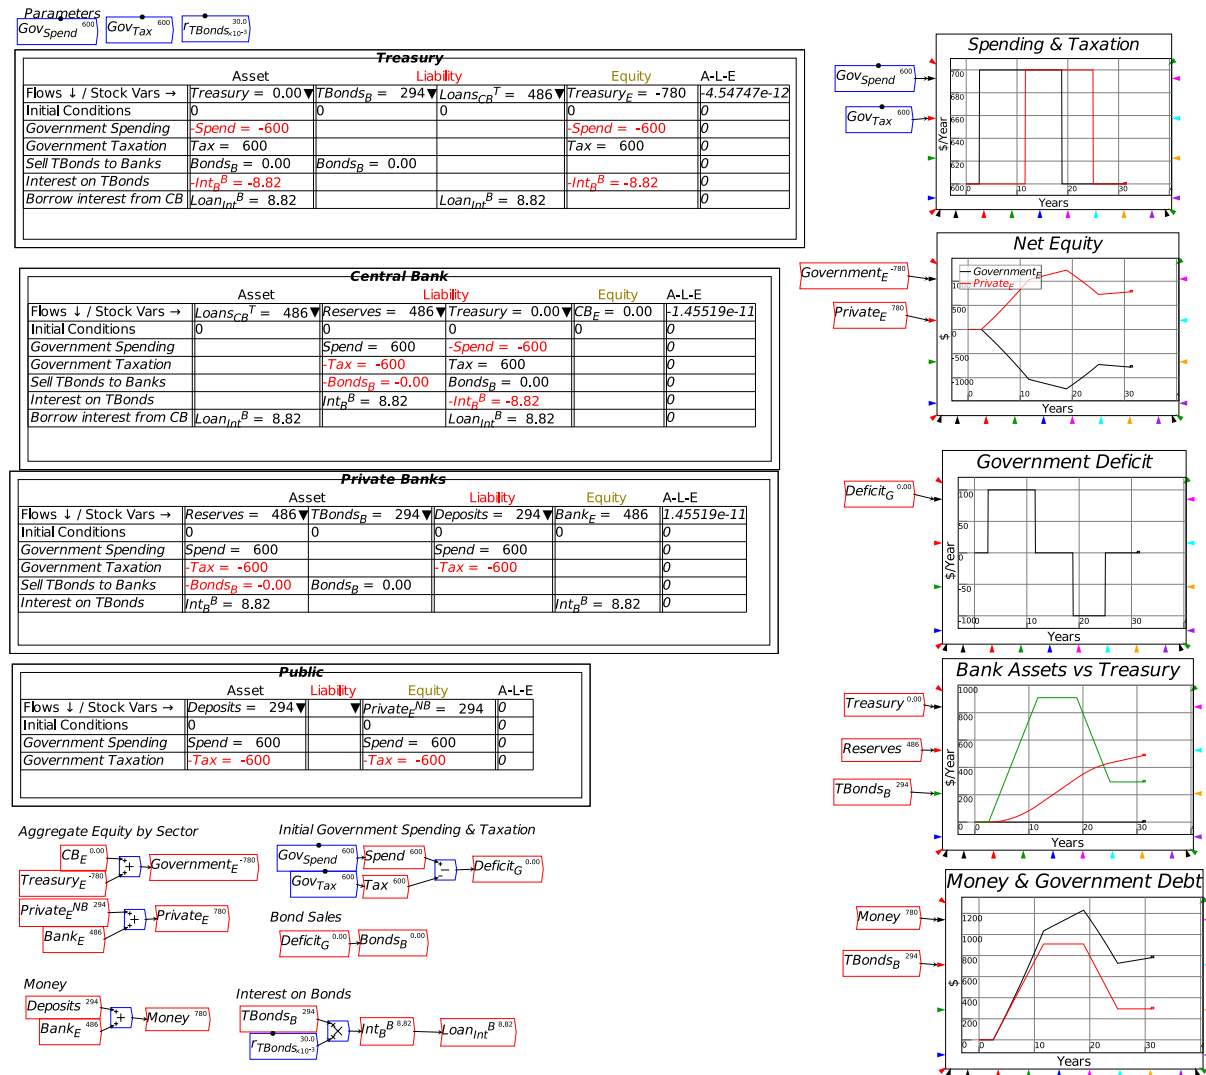 Parameters
Gov_Spend 600 Gov_Tax 600 r_TBonds 30.0 ×10⁻³
Treasury
Asset Liability Equity A-L-E
Flows ↓ / Stock Vars → Treasury = 0.00▼ TBonds_B = 294▼ Loans_CB^T = 486▼ Treasury_E = -780 -4.54747e-12
Initial Conditions 0 0 0 0 0
Government Spending -Spend = -600 -Spend = -600 0
Government Taxation Tax = 600 Tax = 600 0
Sell TBonds to Banks Bonds_B = 0.00 Bonds_B = 0.00 0
Interest on TBonds -Int_B^B = -8.82 -Int_B^B = -8.82 0
Borrow interest from CB Loan_Int^B = 8.82 Loan_Int^B = 8.82 0
Central Bank
Asset Liability Equity A-L-E
Flows ↓ / Stock Vars → Loans_CB^T = 486▼ Reserves = 486▼ Treasury = 0.00▼ CB_E = 0.00 -1.45519e-11
Initial Conditions 0 0 0 0 0
Government Spending Spend = 600 -Spend = -600 0
Government Taxation -Tax = -600 Tax = 600 0
Sell TBonds to Banks -Bonds_B = -0.00 Bonds_B = 0.00 0
Interest on TBonds Int_B^B = 8.82 -Int_B^B = -8.82 0
Borrow interest from CB Loan_Int^B = 8.82 Loan_Int^B = 8.82 0
Private Banks
Asset Liability Equity A-L-E
Flows ↓ / Stock Vars → Reserves = 486▼ TBonds_B = 294▼ Deposits = 294▼ Bank_E = 486 1.45519e-11
Initial Conditions 0 0 0 0 0
Government Spending Spend = 600 Spend = 600 0
Government Taxation -Tax = -600 -Tax = -600 0
Sell TBonds to Banks -Bonds_B = -0.00 Bonds_B = 0.00 0
Interest on TBonds Int_B^B = 8.82 Int_B^B = 8.82 0
Public
Asset Liability Equity A-L-E
Flows ↓ / Stock Vars → Deposits = 294▼ ▼ Private_E^NB = 294 0
Initial Conditions 0 0 0
Government Spending Spend = 600 Spend = 600 0
Government Taxation -Tax = -600 -Tax = -600 0
Aggregate Equity by Sector
CB_E 0.00
Treasury_E -780
+ Government_E -780
Private_E^NB 294
Bank_E 486
+ Private_E 780
Money
Deposits 294
Bank_E 486
+ Money 780
Initial Government Spending & Taxation
Gov_Spend 600 Spend 600
Gov_Tax 600 Tax 600
− Deficit_G 0.00
Bond Sales
Deficit_G 0.00 Bonds_B 0.00
Interest on Bonds
TBonds_B 294
r_TBonds 30.0 ×10⁻³
× Int_B^B 8.82 Loan_Int^B 8.82
Spending & Taxation
Gov_Spend 600
Gov_Tax 600
$/Year
700
680
660
640
620
600
0 10 20 30
Years
Net Equity
Government_E -780
Private_E 780
Government_E
Private_E
$
500
0
-500
-1000
0 10 20 30
Years
Government Deficit
Deficit_G 0.00
$/Year
100
50
0
-50
-100
0 10 20 30
Years
Bank Assets vs Treasury
Treasury 0.00
Reserves 486
TBonds_B 294
$/Year
1000
800
600
400
200
0
0 10 20 30
Years
Money & Government Debt
Money 780
TBonds_B 294
$
1200
1000
800
600
400
200
0
0 10 20 30
Years